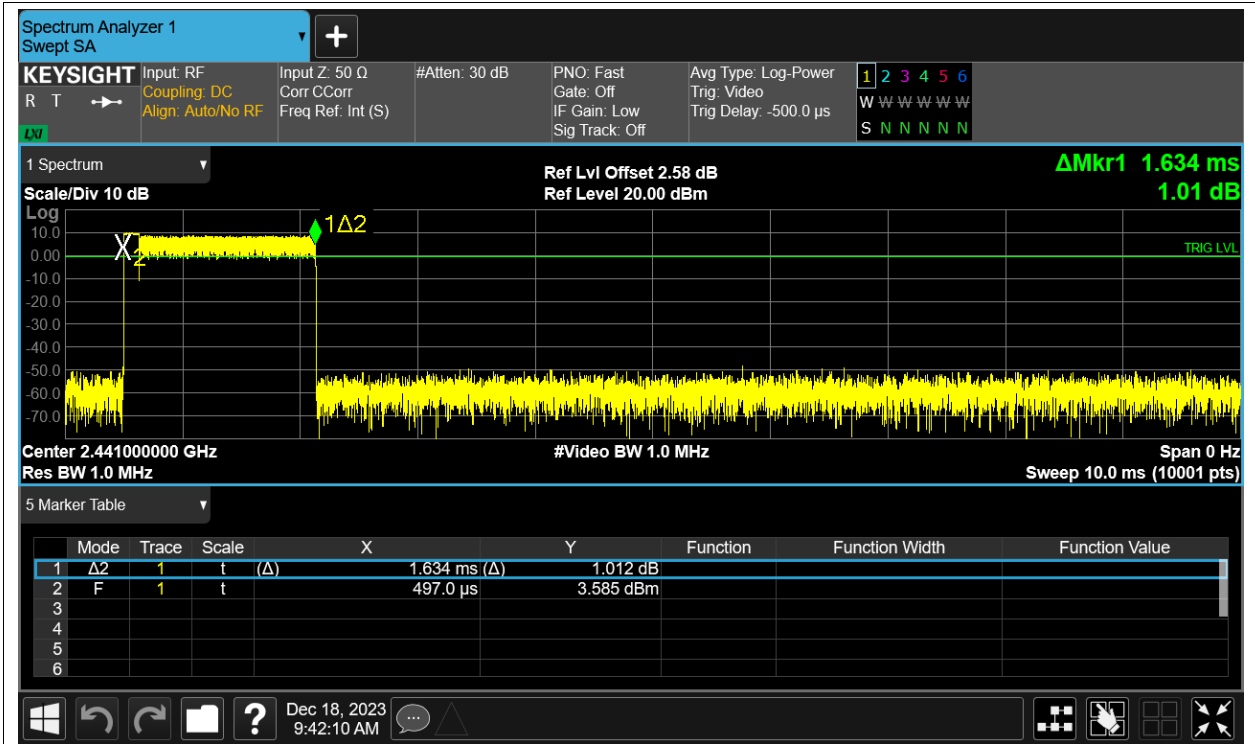 Spectrum Analyzer 1
Swept SA
+
KEYSIGHT
R T
LXI
Input: RF
Coupling: DC
Align: Auto/No RF
Input Z: 50 Ω
Corr CCorr
Freq Ref: Int (S)
#Atten: 30 dB
PNO: Fast
Gate: Off
IF Gain: Low
Sig Track: Off
Avg Type: Log-Power
Trig: Video
Trig Delay: -500.0 µs
1 2 3 4 5 6
W W W W W W
S N N N N N
1 Spectrum
Scale/Div 10 dB
Ref Lvl Offset 2.58 dB
Ref Level 20.00 dBm
ΔMkr1 1.634 ms
1.01 dB
Log
10.0
0.00
-10.0
-20.0
-30.0
-40.0
-50.0
-60.0
-70.0
X
2
1Δ2
TRIG LVL
Center 2.441000000 GHz
#Video BW 1.0 MHz
Span 0 Hz
Res BW 1.0 MHz
Sweep 10.0 ms (10001 pts)
5 Marker Table
Mode Trace Scale X Y Function Function Width Function Value
1 Δ2 1 t (Δ) 1.634 ms (Δ) 1.012 dB
2 F 1 t 497.0 µs 3.585 dBm
3
4
5
6
?
Dec 18, 2023
9:42:10 AM